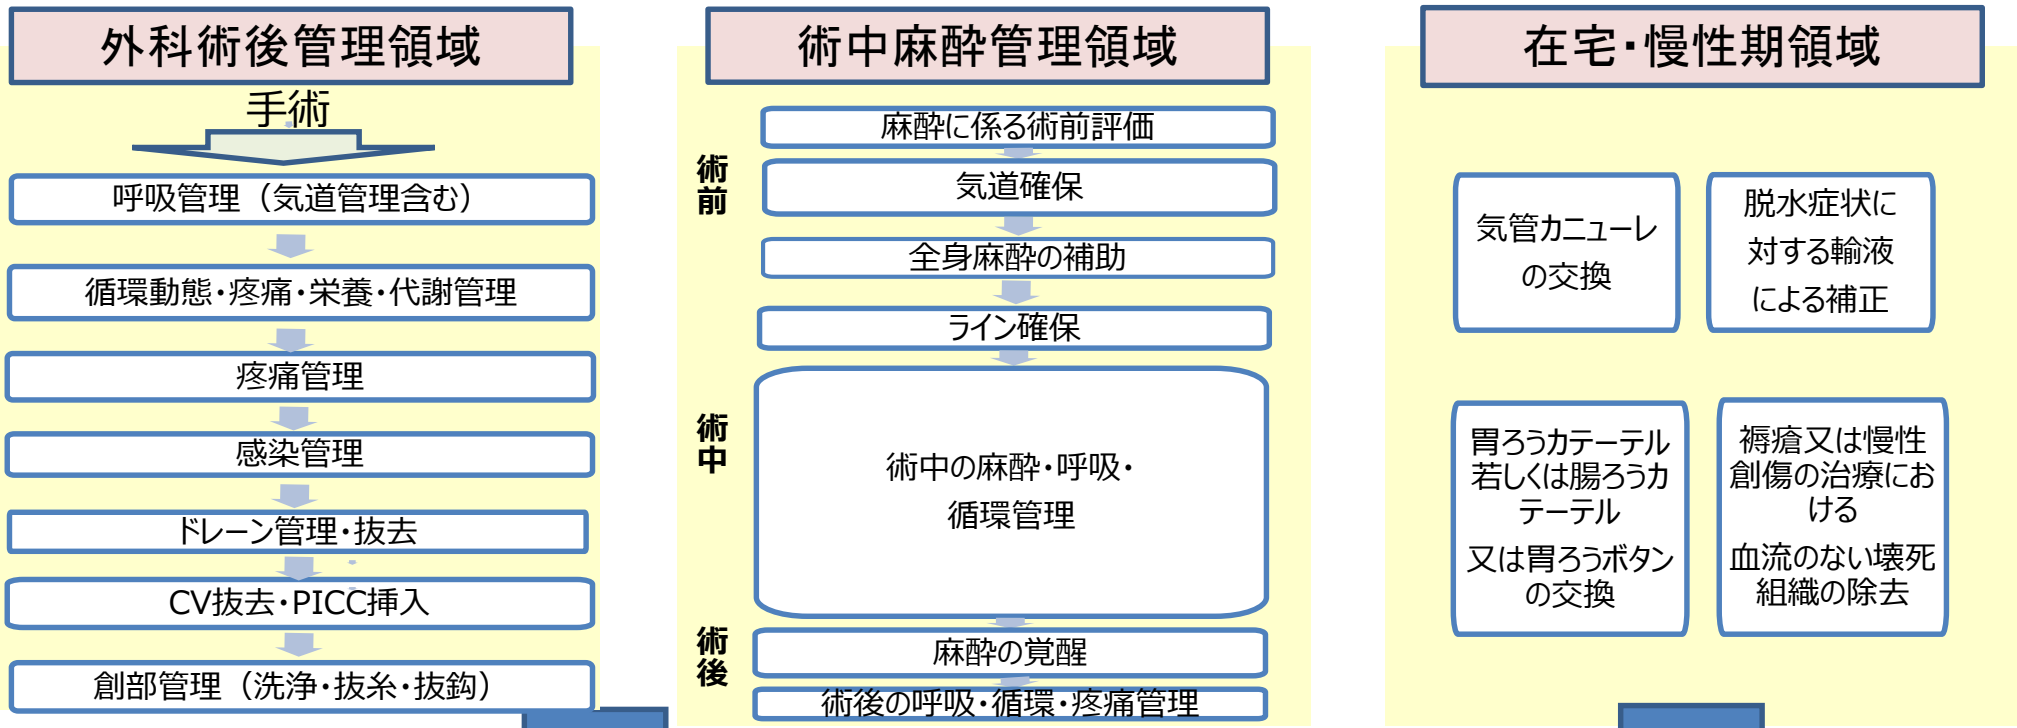 外科術後管理領域
手術
呼吸管理（気道管理含む）
循環動態・疼痛・栄養・代謝管理
疼痛管理
感染管理
ドレーン管理・抜去
CV抜去・PICC挿入
創部管理（洗浄・抜糸・抜鈎）
術中麻酔管理領域
術前
麻酔に係る術前評価
気道確保
全身麻酔の補助
ライン確保
術中
術中の麻酔・呼吸・
循環管理
術後
麻酔の覚醒
術後の呼吸・循環・疼痛管理
在宅・慢性期領域
気管カニューレ
の交換
脱水症状に
対する輸液
による補正
胃ろうカテーテル
若しくは腸ろうカ
テーテル
又は胃ろうボタン
の交換
褥瘡又は慢性
創傷の治療にお
ける
血流のない壊死
組織の除去